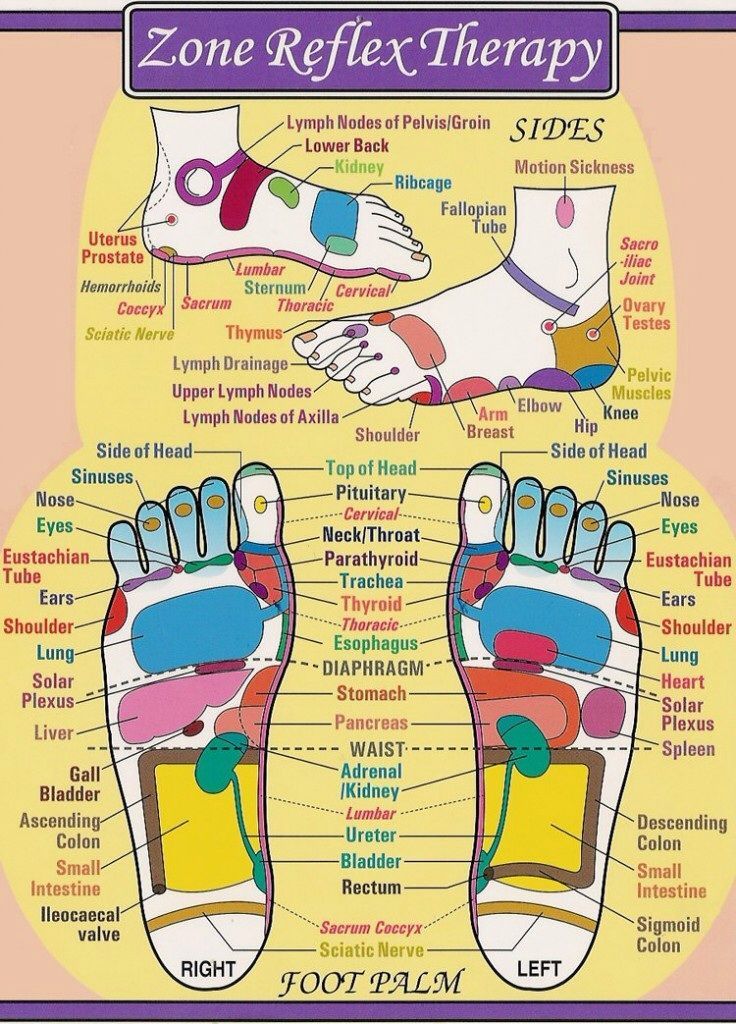 Zone Reflex Therapy
SIDES
Lymph Nodes of Pelvis/Groin
Lower Back
Kidney
Ribcage
Uterus
Prostate
Hemorrhoids
Coccyx
Sciatic Nerve
Sacrum
Lumbar
Sternum
Thoracic
Cervical
Motion Sickness
Fallopian
Tube
Sacro
-iliac
Joint
Ovary
Testes
Thymus
Lymph Drainage
Upper Lymph Nodes
Lymph Nodes of Axilla
Shoulder
Arm
Breast
Elbow
Hip
Knee
Pelvic
Muscles
Side of Head
Sinuses
Nose
Eyes
Eustachian
Tube
Ears
Shoulder
Lung
Solar
Plexus
Liver
Gall
Bladder
Ascending
Colon
Small
Intestine
Ileocaecal
valve
Top of Head
Pituitary
Cervical
Neck/Throat
Parathyroid
Trachea
Thyroid
Thoracic
Esophagus
DIAPHRAGM
Stomach
Pancreas
WAIST
Adrenal
/Kidney
Lumbar
Ureter
Bladder
Rectum
Sacrum Coccyx
Sciatic Nerve
Side of Head
Sinuses
Nose
Eyes
Eustachian
Tube
Ears
Shoulder
Lung
Heart
Solar
Plexus
Spleen
Descending
Colon
Small
Intestine
Sigmoid
Colon
RIGHT
LEFT
FOOT PALM